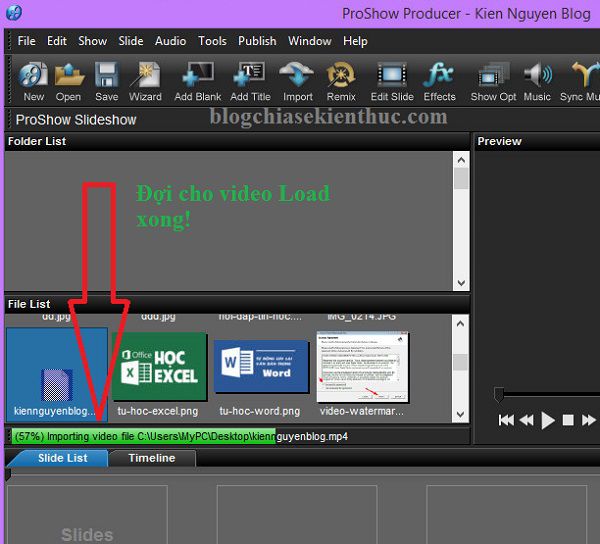 ProShow Producer - Kien Nguyen Blog
File Edit Show Slide Audio Tools Publish Window Help
New Open Save Wizard Add Blank Add Title Import Remix Edit Slide Effects Show Opt Music Sync Mu
ProShow Slideshow
blogchiasekienthuc.com
Folder List
Preview
Đợi cho video Load
xong!
File List
dd.jpg ddd.jpg hoi-dap-tin-hoc.... IMG_0214.JPG
Office HỌC
EXCEL
Word
kiennguyenblog... tu-hoc-excel.png tu-hoc-word.png video-watermar...
(57%) Importing video file C:\Users\MyPC\Desktop\kiennguyenblog.mp4
Slide List Timeline
Slides